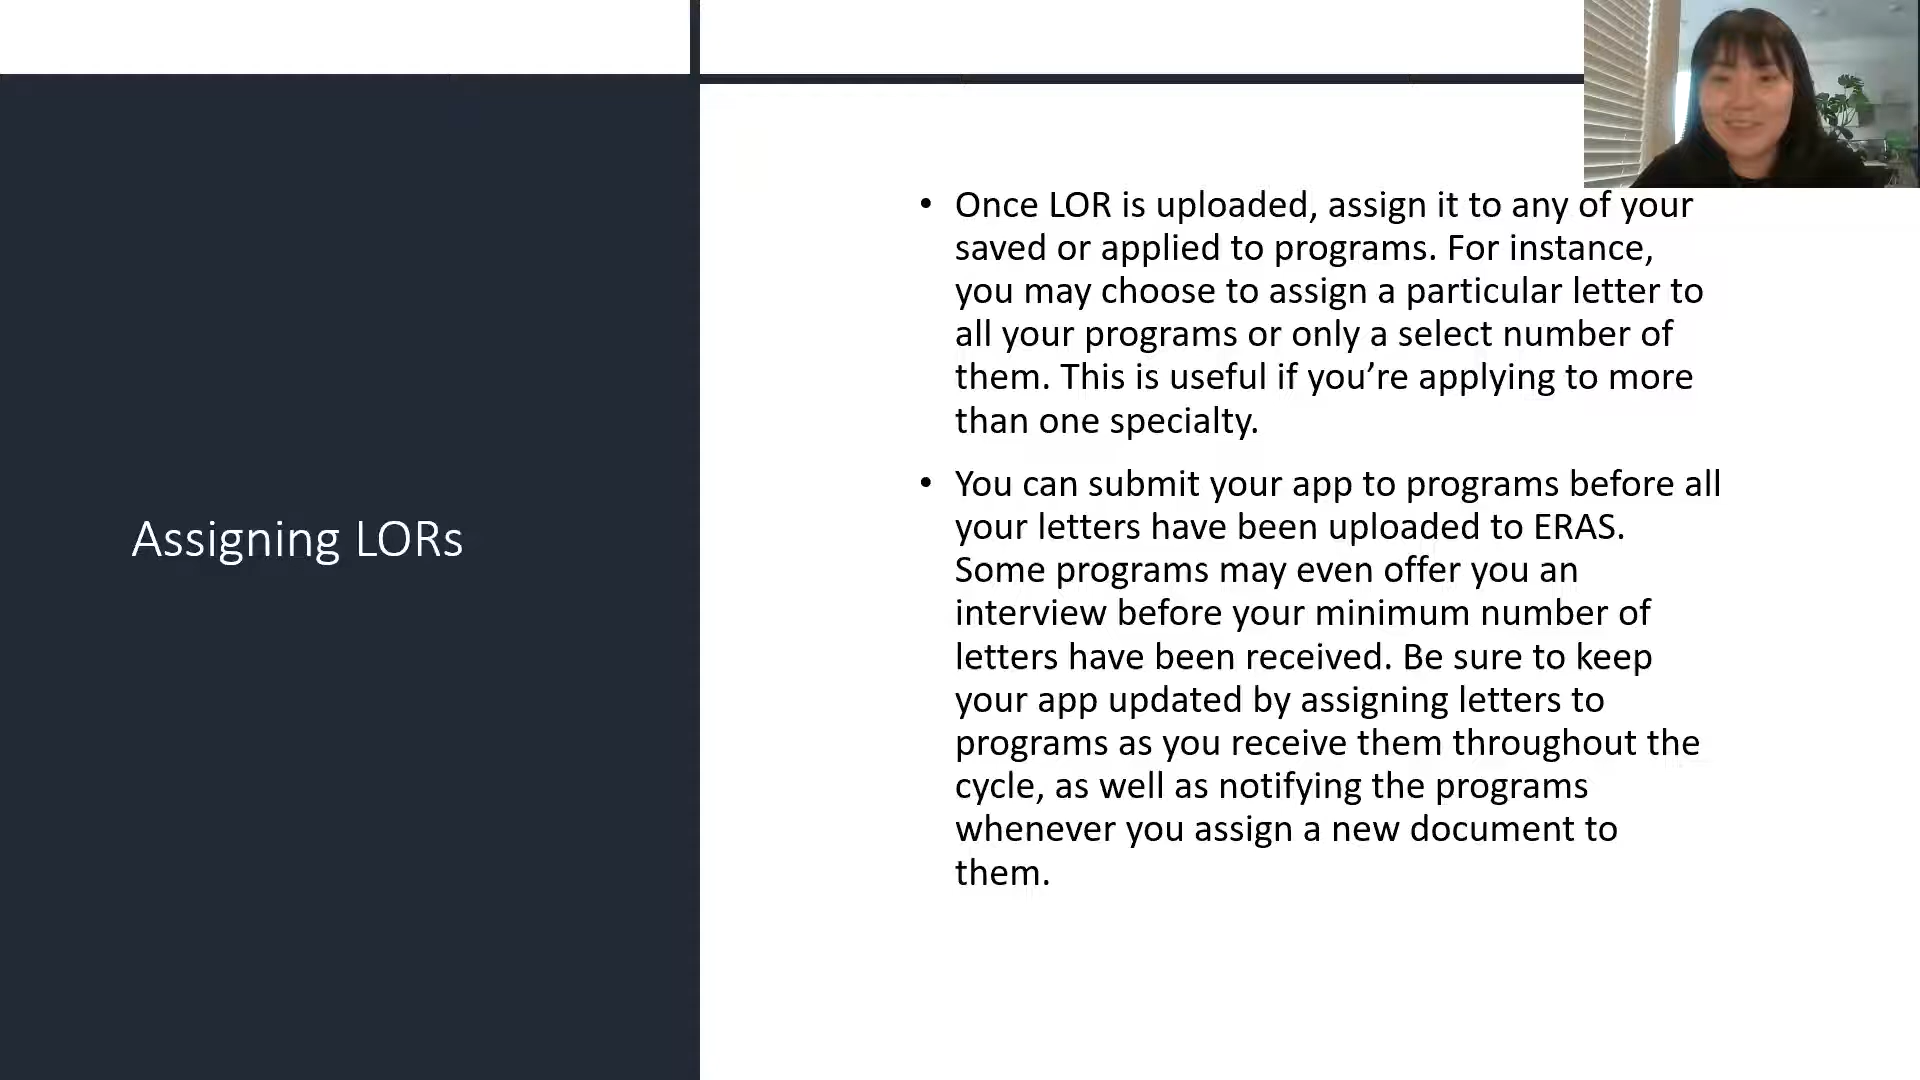 Assigning LORs
• Once LOR is uploaded, assign it to any of your
saved or applied to programs. For instance,
you may choose to assign a particular letter to
all your programs or only a select number of
them. This is useful if you’re applying to more
than one specialty.
• You can submit your app to programs before all
your letters have been uploaded to ERAS.
Some programs may even offer you an
interview before your minimum number of
letters have been received. Be sure to keep
your app updated by assigning letters to
programs as you receive them throughout the
cycle, as well as notifying the programs
whenever you assign a new document to
them.